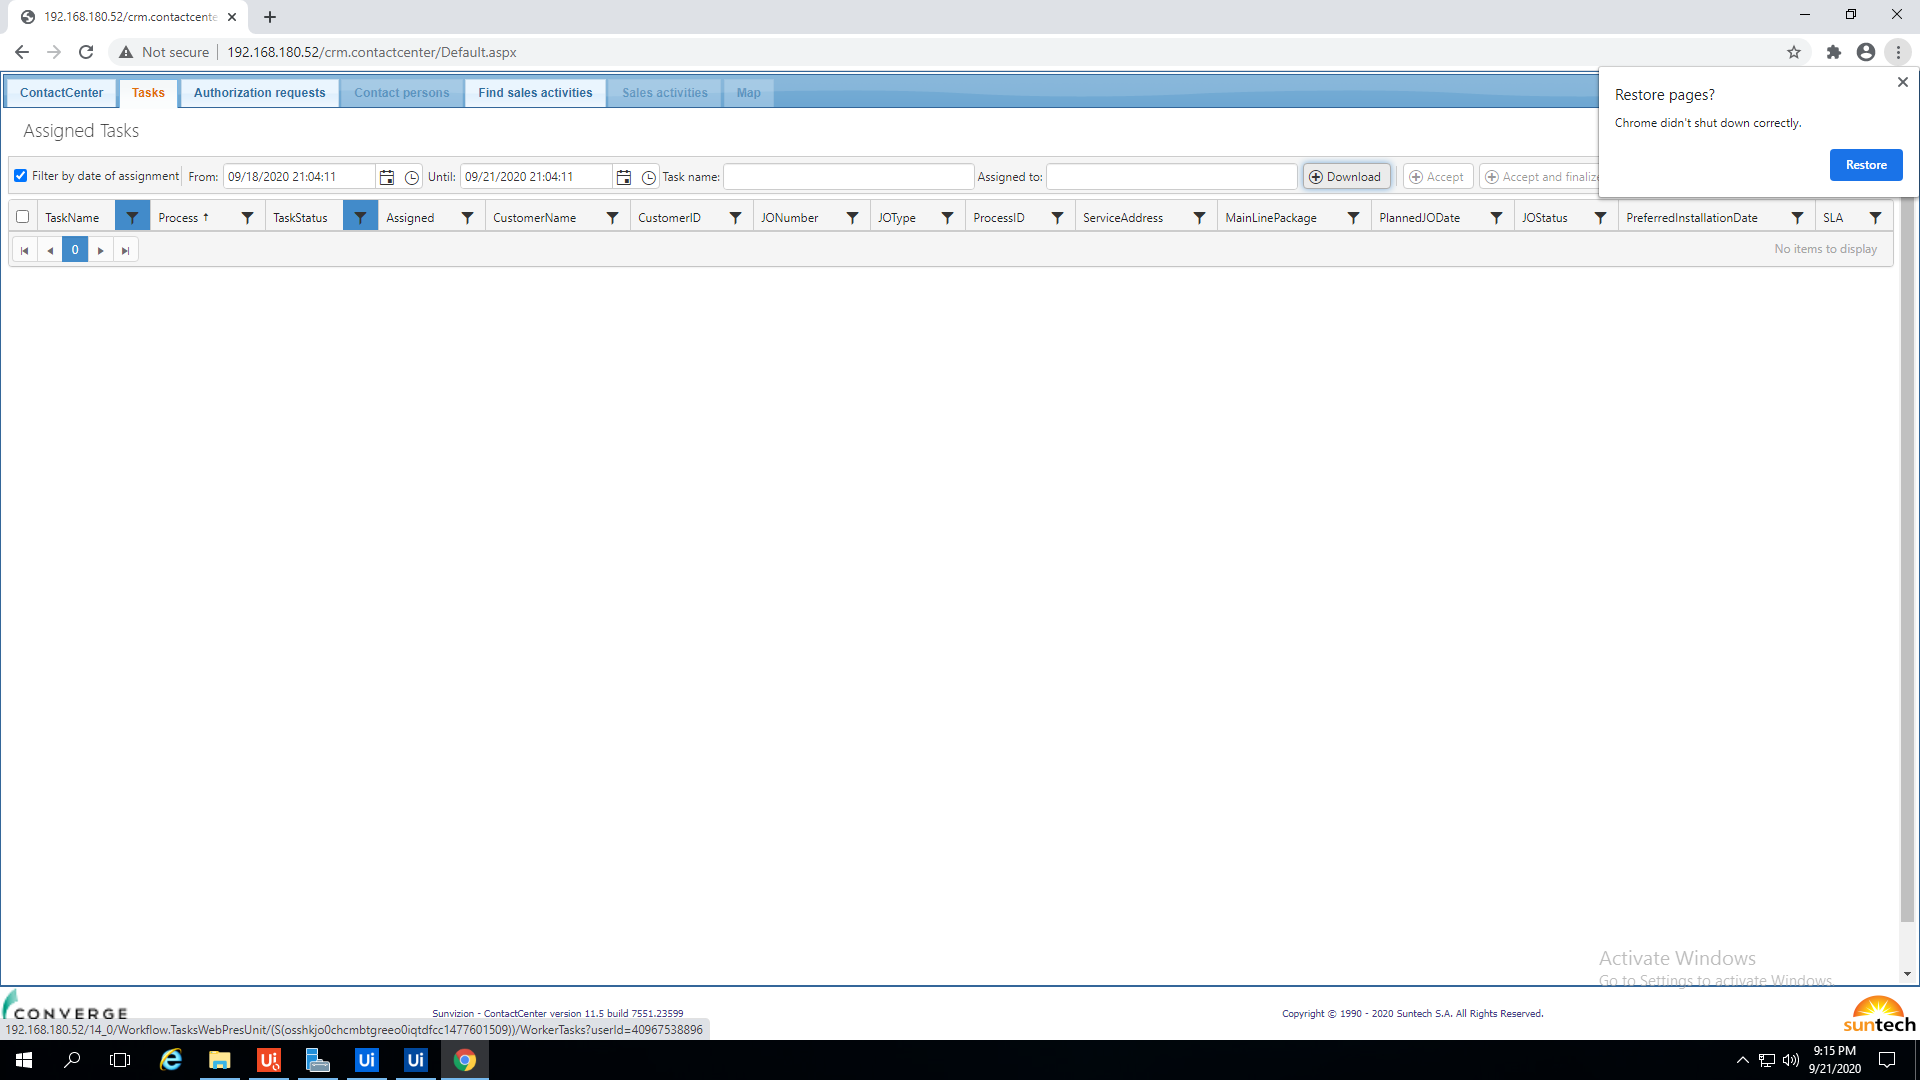 192.168.180.52/crm.contactcente
Not secure
192.168.180.52/crm.contactcenter/Default.aspx
ContactCenter
Tasks
Authorization requests
Contact persons
Find sales activities
Sales activities
Map
Restore pages?
Chrome didn't shut down correctly.
Restore
Assigned Tasks
Filter by date of assignment
From:
09/18/2020 21:04:11
Until:
09/21/2020 21:04:11
Task name:
Assigned to:
Download
Accept
Accept and finalize
TaskName
Process
TaskStatus
Assigned
CustomerName
CustomerID
JONumber
JOType
ProcessID
ServiceAddress
MainLinePackage
PlannedJODate
JOStatus
PreferredInstallationDate
SLA
0
No items to display
Activate Windows
Go to Settings to activate Windows.
CONVERGE
Sunvizion - ContactCenter version 11.5 build 7551.23599
Copyright © 1990 - 2020 Suntech S.A. All Rights Reserved.
suntech
192.168.180.52/14_0/Workflow.TasksWebPresUnit/(S(osshkjo0chcmbtgreeo0iqtdfcc1477601509))/WorkerTasks?userId=40967538896
Ui
Ui
Ui
9:15 PM
9/21/2020